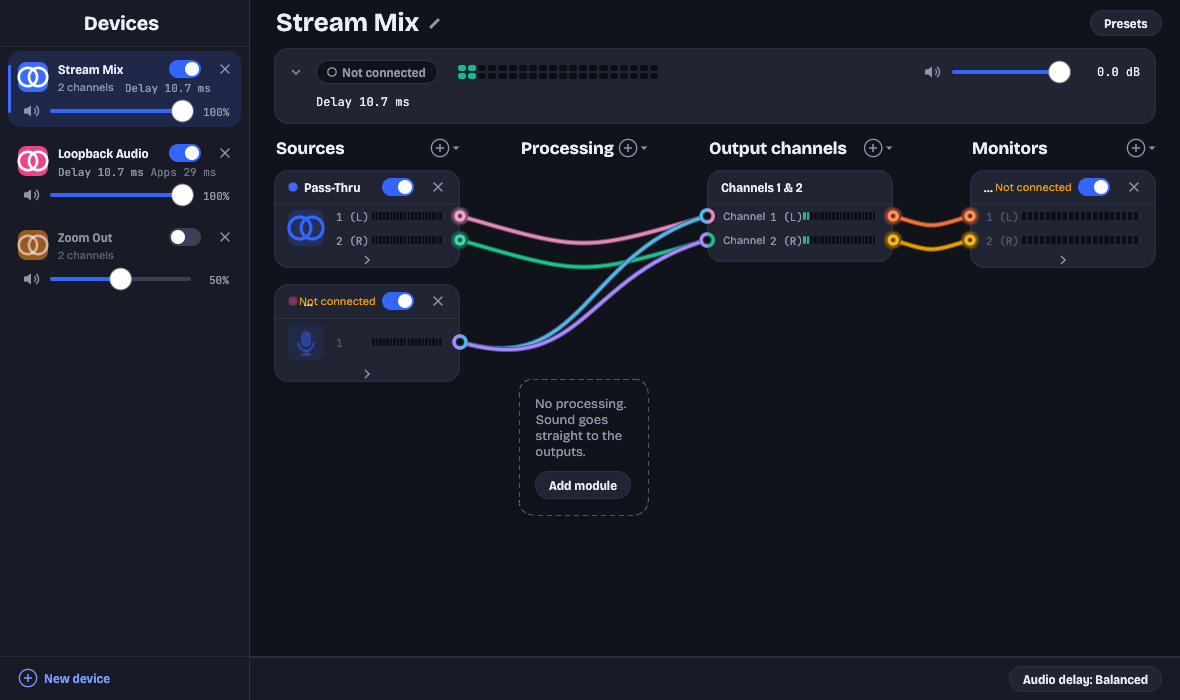 Devices
Stream Mix
2 channels Delay 10.7 ms
100%
Loopback Audio
Delay 10.7 ms Apps 29 ms
100%
Zoom Out
2 channels
50%
New device
Stream Mix
Presets
Not connected
0.0 dB
Delay 10.7 ms
Sources
Processing
Output channels
Monitors
Pass-Thru
1 (L)
2 (R)
Not connected
1
No processing.
Sound goes
straight to the
outputs.
Add module
Channels 1 & 2
Channel 1 (L)
Channel 2 (R)
... Not connected
1 (L)
2 (R)
Audio delay: Balanced